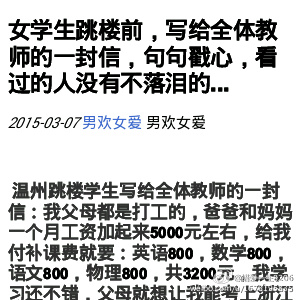 女学生跳楼前，写给全体教
师的一封信，句句戳心，看
过的人没有不落泪的...
2015-03-07 男欢女爱 男欢女爱
温州跳楼学生写给全体教师的一封
信：我父母都是打工的，爸爸和妈妈
一个月工资加起来5000元左右，给我
付补课费就要：英语800，数学800，
语文800，物理800，共3200元。我学
习还不错，父母就想让我能考上前几